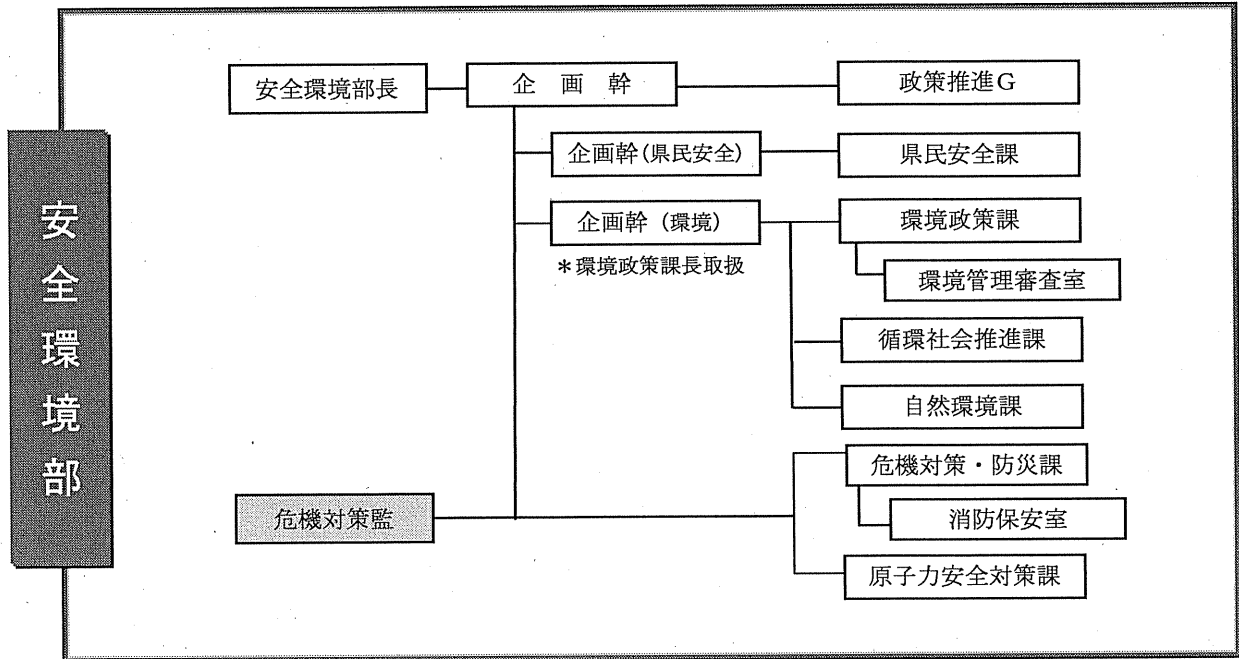 安全環境部
安全環境部長
企画幹
政策推進G
企画幹(県民安全)
県民安全課
企画幹(環境)
*環境政策課長取扱
環境政策課
環境管理審査室
循環社会推進課
自然環境課
危機対策監
危機対策・防災課
消防保安室
原子力安全対策課